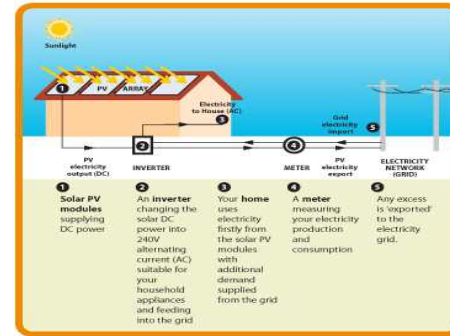 Sunlight
1 PV ARRAY
Electricity
to House (AC)
3
Grid
electricity
import
5
2
4
PV
electricity
output (DC)
INVERTER
METER
PV
electricity
export
ELECTRICITY
NETWORK
(GRID)
1
Solar PV
modules
supplying
DC power
2
An inverter
changing the
solar DC
power into
240V
alternating
current (AC)
suitable for
your
household
appliances
and feeding
into the grid
3
Your home
uses
electricity
firstly from
the solar PV
modules
with
additional
demand
supplied
from the grid
4
A meter
measuring
your electricity
production
and
consumption
5
Any excess
is 'exported'
to the
electricity
grid.